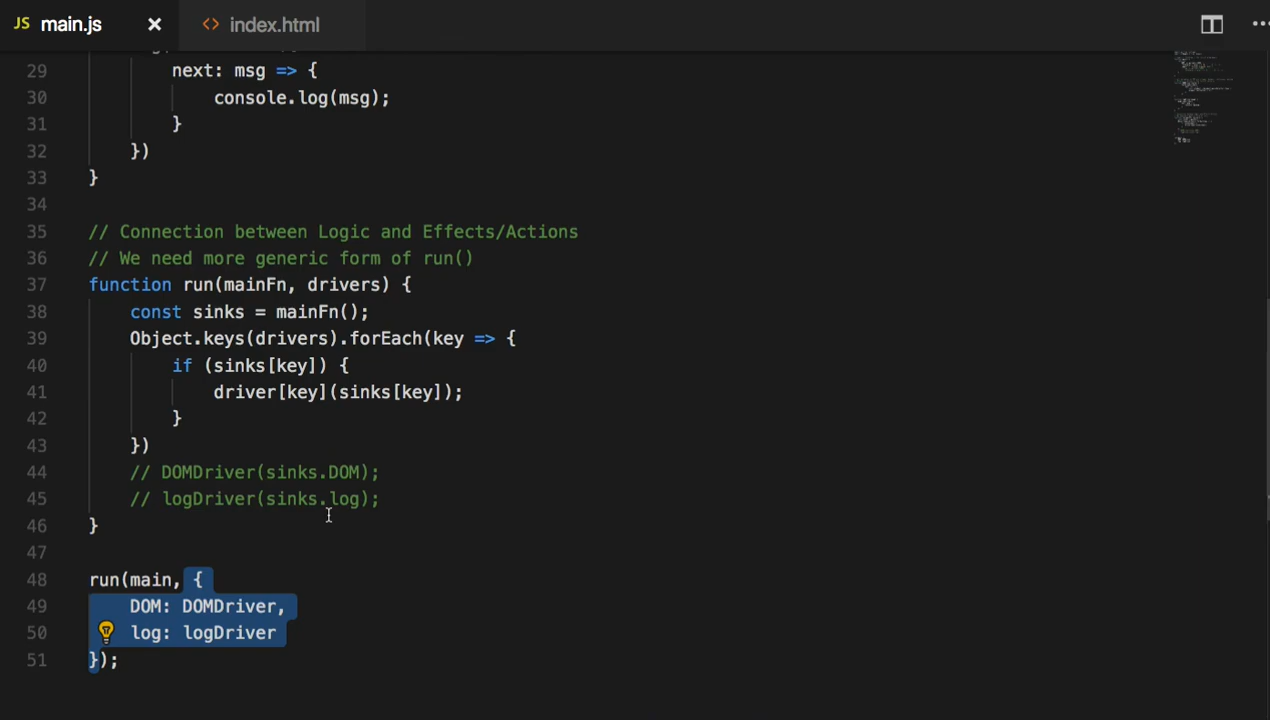 JS main.js × <> index.html
29 next: msg => {
30 console.log(msg);
31 }
32 })
33 }
34
35 // Connection between Logic and Effects/Actions
36 // We need more generic form of run()
37 function run(mainFn, drivers) {
38 const sinks = mainFn();
39 Object.keys(drivers).forEach(key => {
40 if (sinks[key]) {
41 driver[key](sinks[key]);
42 }
43 })
44 // DOMDriver(sinks.DOM);
45 // logDriver(sinks.log);
46 }
47
48 run(main, {
49 DOM: DOMDriver,
50 log: logDriver
51 });